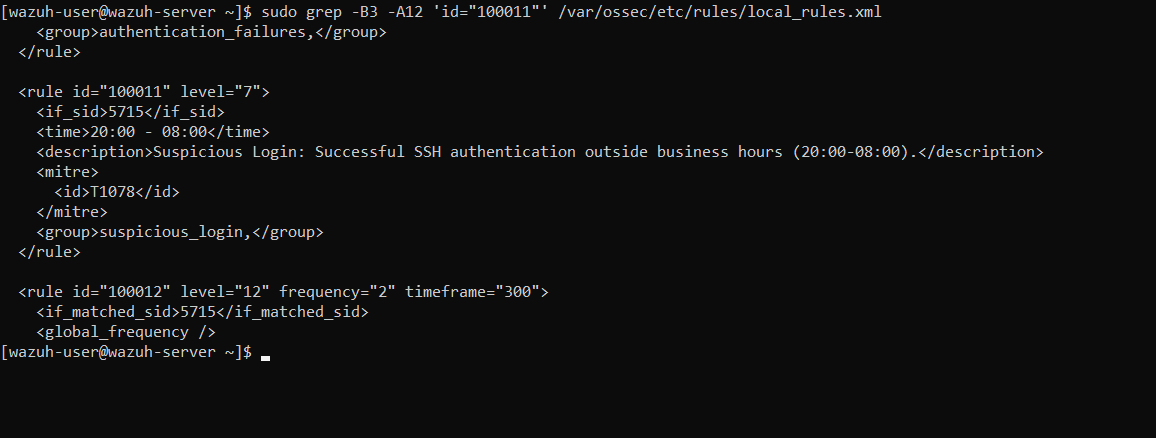 [wazuh-user@wazuh-server ~]$ sudo grep -B3 -A12 'id="100011"' /var/ossec/etc/rules/local_rules.xml
    <group>authentication_failures,</group>
  </rule>

  <rule id="100011" level="7">
    <if_sid>5715</if_sid>
    <time>20:00 - 08:00</time>
    <description>Suspicious Login: Successful SSH authentication outside business hours (20:00-08:00).</description>
    <mitre>
      <id>T1078</id>
    </mitre>
    <group>suspicious_login,</group>
  </rule>

  <rule id="100012" level="12" frequency="2" timeframe="300">
    <if_matched_sid>5715</if_matched_sid>
    <global_frequency />
[wazuh-user@wazuh-server ~]$